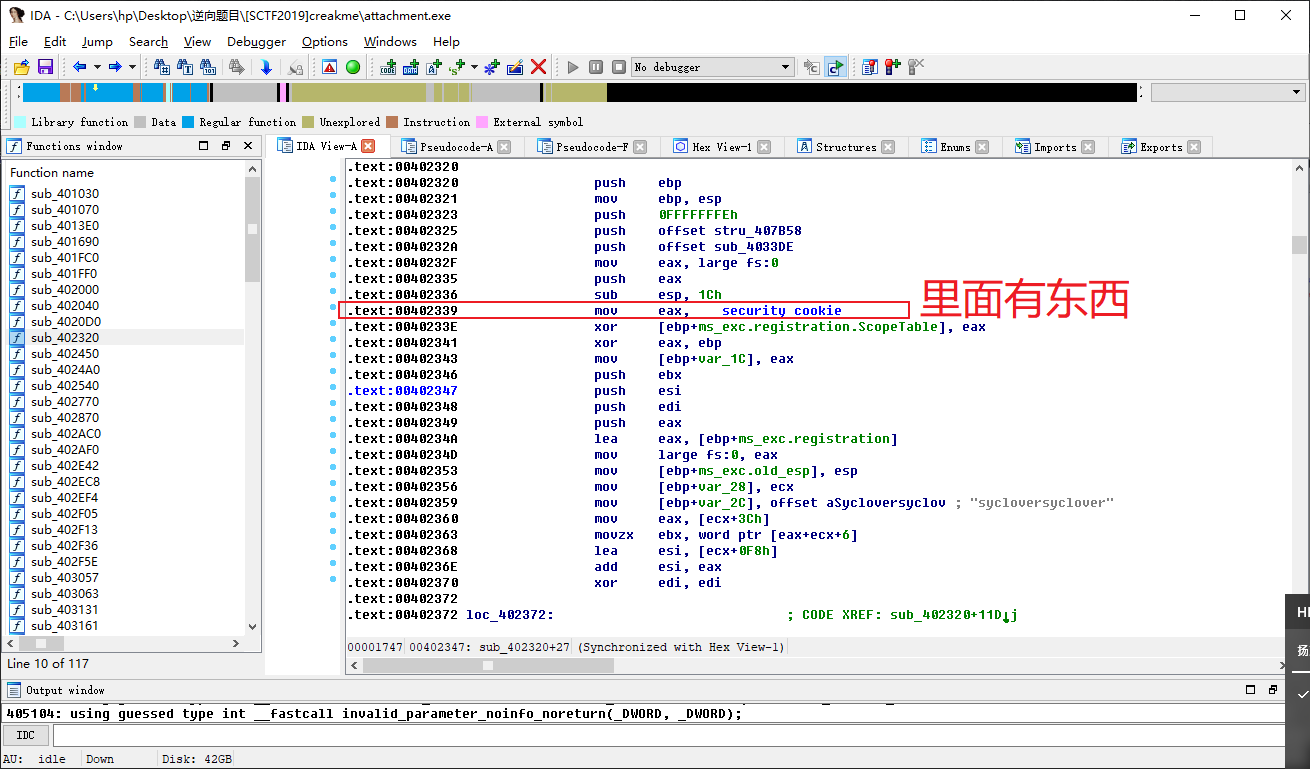 IDA - C:\Users\hp\Desktop\逆向题目\[SCTF2019]creakme\attachment.exe
File Edit Jump Search View Debugger Options Windows Help
No debugger
Library function Data Regular function Unexplored Instruction External symbol
Functions window
IDA View-A Pseudocode-A Pseudocode-F Hex View-1 Structures Enums Imports Exports
Function name
sub_401030
sub_401070
sub_4013E0
sub_401690
sub_401FC0
sub_401FF0
sub_402000
sub_402040
sub_4020D0
sub_402320
sub_402450
sub_4024A0
sub_402540
sub_402770
sub_402870
sub_402AC0
sub_402AF0
sub_402E42
sub_402EC8
sub_402EF4
sub_402F05
sub_402F13
sub_402F36
sub_402F5E
sub_403057
sub_403063
sub_403131
sub_403161
Line 10 of 117
.text:00402320
.text:00402320 push ebp
.text:00402321 mov ebp, esp
.text:00402323 push 0FFFFFFFEh
.text:00402325 push offset stru_407B58
.text:0040232A push offset sub_4033DE
.text:0040232F mov eax, large fs:0
.text:00402335 push eax
.text:00402336 sub esp, 1Ch
.text:00402339 mov eax, security cookie
里面有东西
.text:0040233E xor [ebp+ms_exc.registration.ScopeTable], eax
.text:00402341 xor eax, ebp
.text:00402343 mov [ebp+var_1C], eax
.text:00402346 push ebx
.text:00402347 push esi
.text:00402348 push edi
.text:00402349 push eax
.text:0040234A lea eax, [ebp+ms_exc.registration]
.text:0040234D mov large fs:0, eax
.text:00402353 mov [ebp+ms_exc.old_esp], esp
.text:00402356 mov [ebp+var_28], ecx
.text:00402359 mov [ebp+var_2C], offset aSycloversyclov ; "sycloversyclover"
.text:00402360 mov eax, [ecx+3Ch]
.text:00402363 movzx ebx, word ptr [eax+ecx+6]
.text:00402368 lea esi, [ecx+0F8h]
.text:0040236E add esi, eax
.text:00402370 xor edi, edi
.text:00402372
.text:00402372 loc_402372: ; CODE XREF: sub_402320+11D↓j
00001747 00402347: sub_402320+27 (Synchronized with Hex View-1)
Output window
405104: using guessed type int __fastcall invalid_parameter_noinfo_noreturn(_DWORD, _DWORD);
IDC
AU: idle Down Disk: 42GB